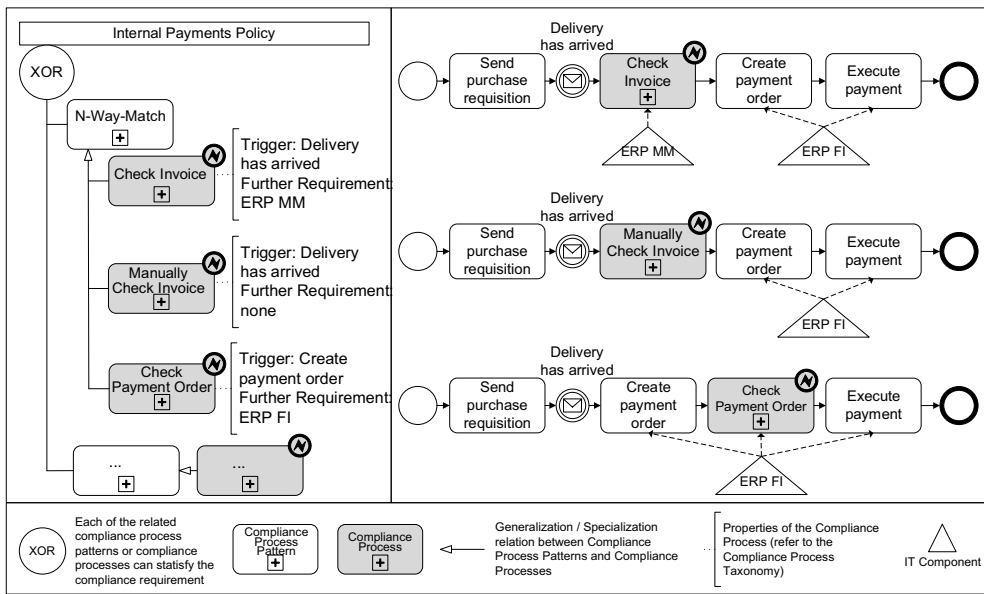 Internal Payments Policy
XOR
N-Way-Match
Check Invoice
Trigger: Delivery
has arrived
Further Requirement:
ERP MM
Manually
Check Invoice
Trigger: Delivery
has arrived
Further Requirement:
none
Check
Payment Order
Trigger: Create
payment order
Further Requirement:
ERP FI
...
...
Delivery
has arrived
Send
purchase
requisition
Check
Invoice
Create
payment
order
Execute
payment
ERP MM
ERP FI
Delivery
has arrived
Send
purchase
requisition
Manually
Check Invoice
Create
payment
order
Execute
payment
ERP FI
Delivery
has arrived
Send
purchase
requisition
Create
payment
order
Check
Payment Order
Execute
payment
ERP FI
XOR
Each of the related
compliance process
patterns or compliance
processes can statisfy the
compliance requirement
Compliance
Process
Pattern
Compliance
Process
Generalization / Specialization
relation between Compliance
Process Patterns and Compliance
Processes
Properties of the Compliance
Process (refer to the
Compliance Process
Taxonomy)
IT Component